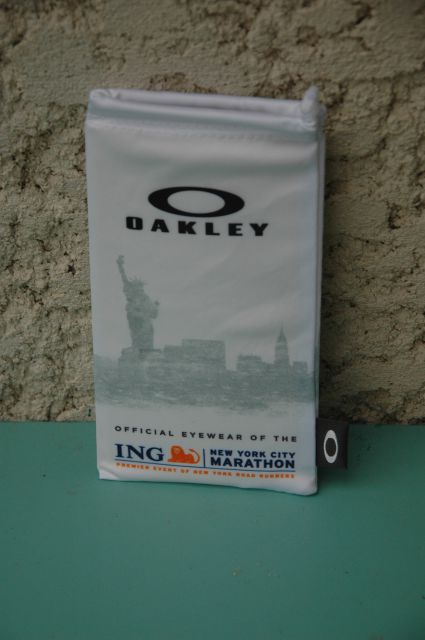 OAKLEY
OFFICIAL EYEWEAR OF THE
ING NEW YORK CITY
MARATHON
PREMIER EVENT OF NEW YORK ROAD RUNNERS